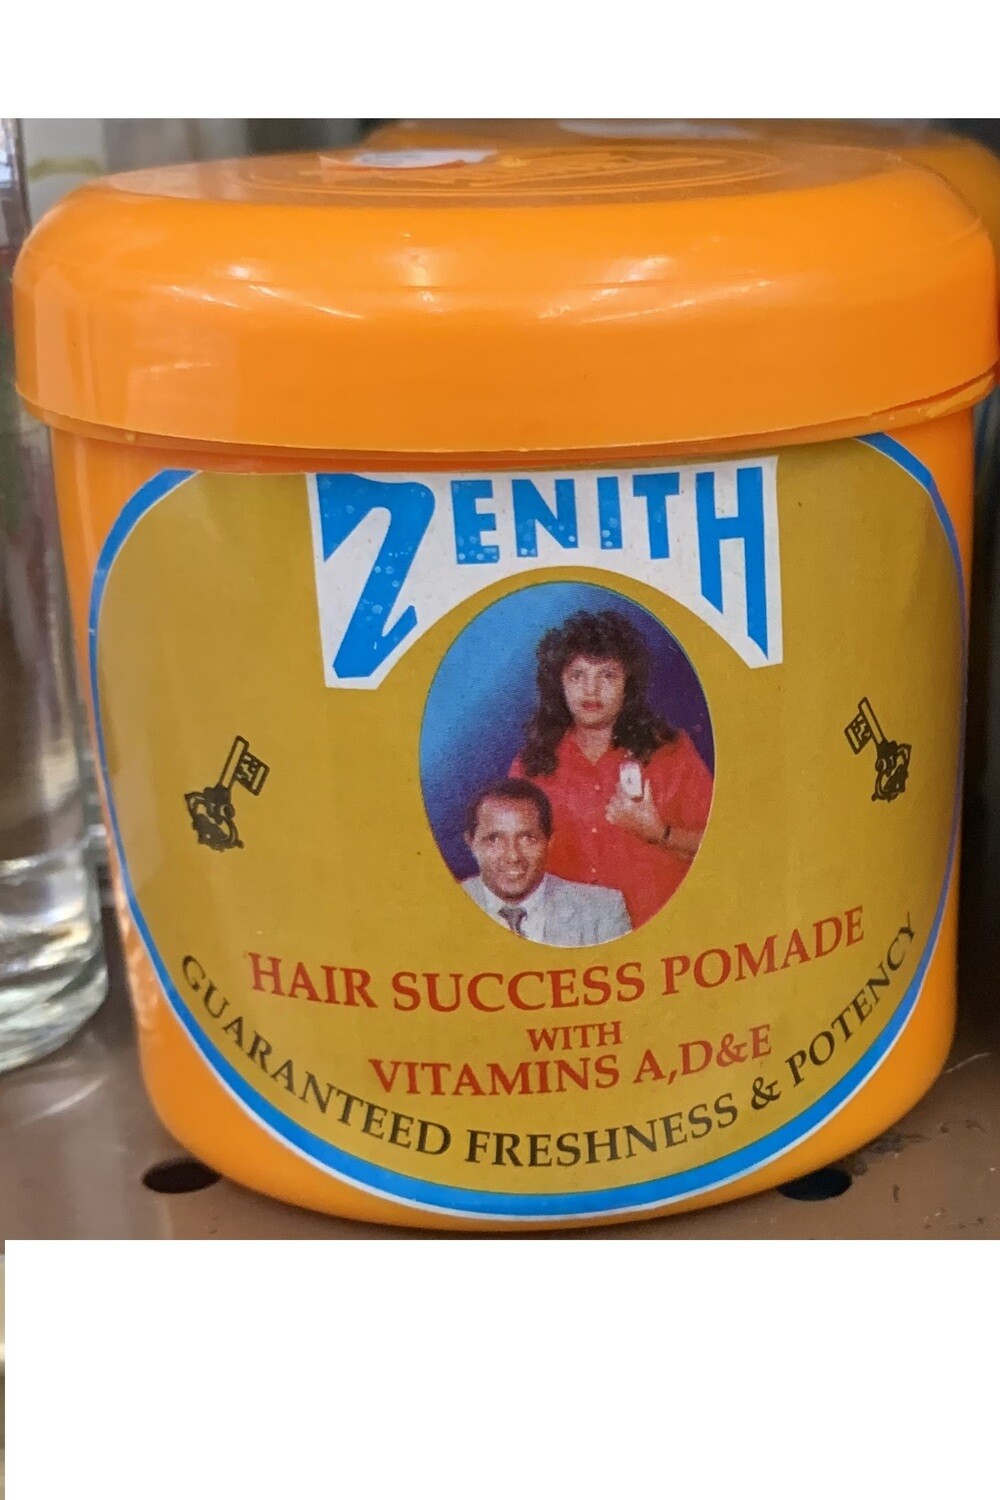 ZENITH
HAIR SUCCESS POMADE
WITH
VITAMINS A,D&E
GUARANTEED FRESHNESS & POTENCY